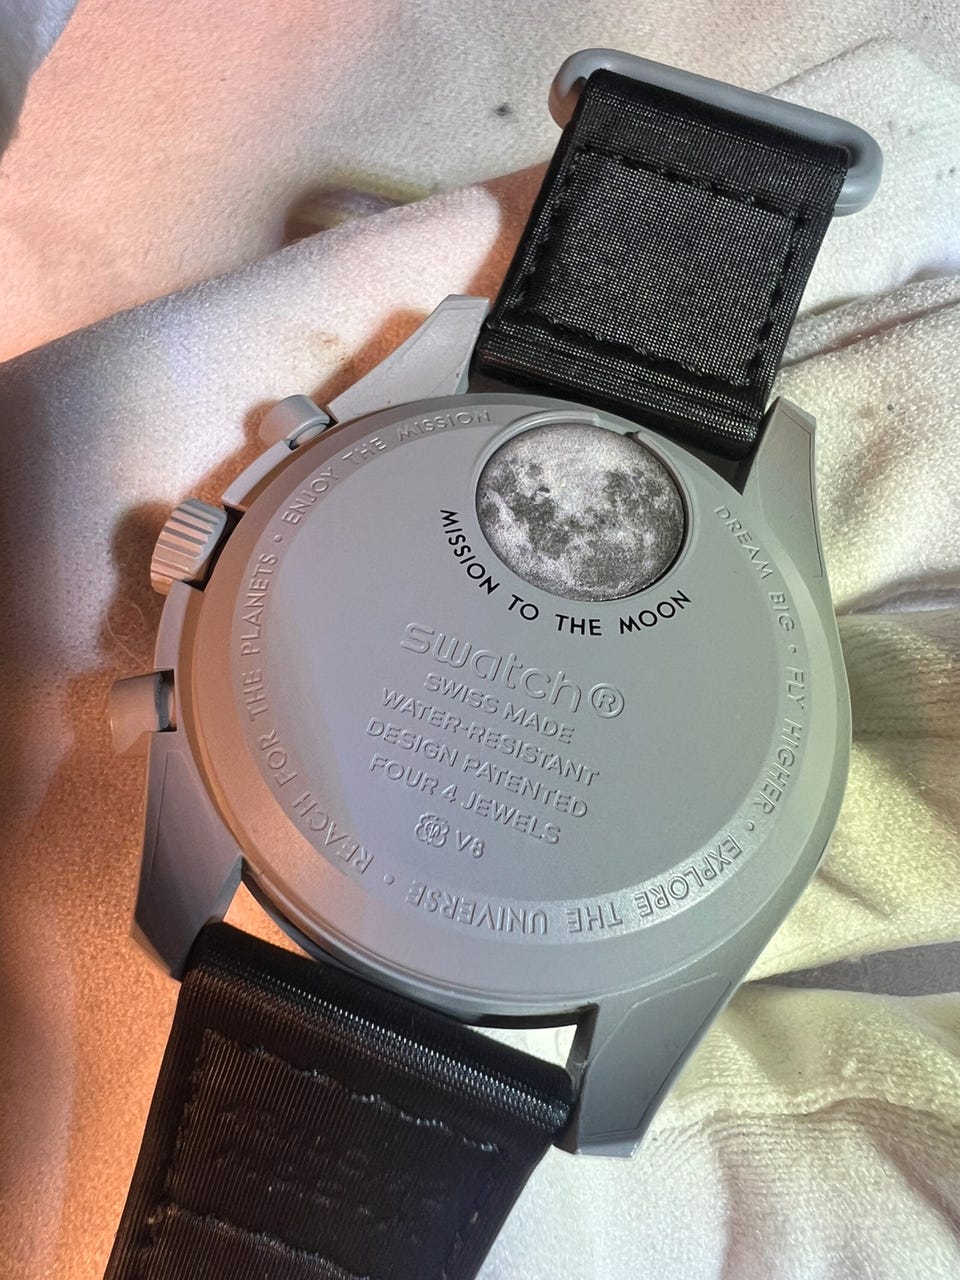 DREAM BIG • FLY HIGHER • EXPLORE THE UNIVERSE • REACH FOR THE PLANETS • ENJOY THE MISSION
MISSION TO THE MOON
swatch®
SWISS MADE
WATER-RESISTANT
DESIGN PATENTED
FOUR 4 JEWELS
V8